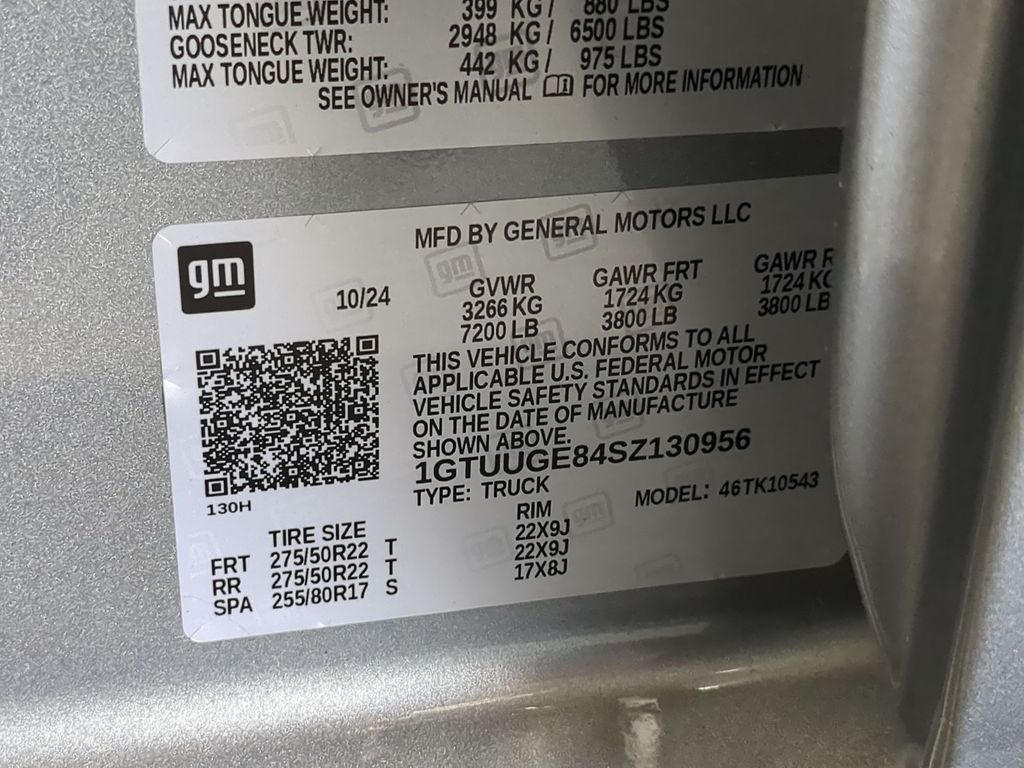 MAX TONGUE WEIGHT: 399 KG/ 880 LBS
GOOSENECK TWR: 2948 KG/ 6500 LBS
MAX TONGUE WEIGHT: 442 KG/ 975 LBS
SEE OWNER'S MANUAL FOR MORE INFORMATION
gm
MFD BY GENERAL MOTORS LLC
10/24 GVWR GAWR FRT GAWR R
3266 KG 1724 KG 1724 KG
7200 LB 3800 LB 3800 LB
THIS VEHICLE CONFORMS TO ALL
APPLICABLE U.S. FEDERAL MOTOR
VEHICLE SAFETY STANDARDS IN EFFECT
ON THE DATE OF MANUFACTURE
SHOWN ABOVE.
1GTUUGE84SZ130956
TYPE: TRUCK MODEL: 46TK10543
130H
TIRE SIZE RIM
FRT 275/50R22 T 22X9J
RR 275/50R22 T 22X9J
SPA 255/80R17 S 17X8J